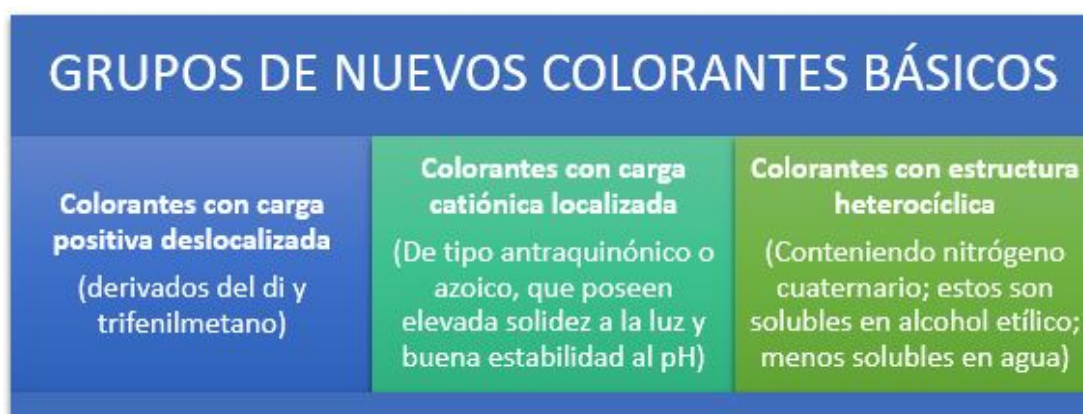 GRUPOS DE NUEVOS COLORANTES BÁSICOS
Colorantes con carga
positiva deslocalizada
(derivados del di y
trifenilmetano)
Colorantes con carga
catiónica localizada
(De tipo antraquinónico o
azoico, que poseen
elevada solidez a la luz y
buena estabilidad al pH)
Colorantes con estructura
heterocíclica
(Conteniendo nitrógeno
cuaternario; estos son
solubles en alcohol etílico;
menos solubles en agua)